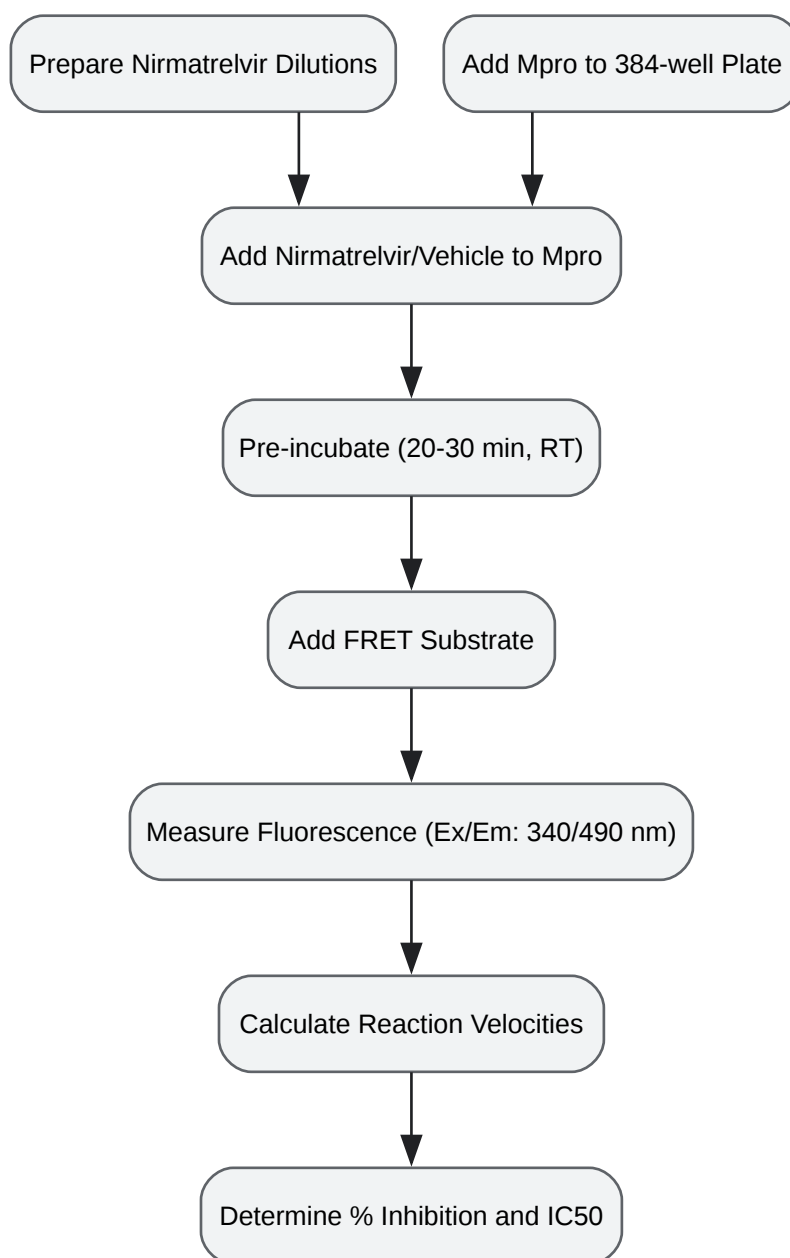 Prepare Nirmatrelvir Dilutions
Add Mpro to 384-well Plate
Add Nirmatrelvir/Vehicle to Mpro
Pre-incubate (20-30 min, RT)
Add FRET Substrate
Measure Fluorescence (Ex/Em: 340/490 nm)
Calculate Reaction Velocities
Determine % Inhibition and IC50